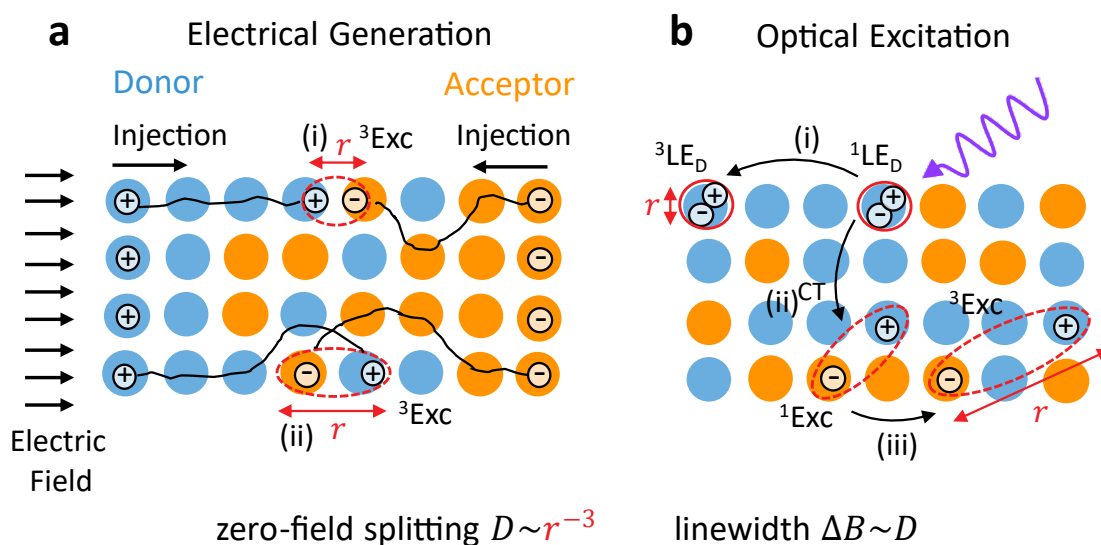 a Electrical Generation
Donor Acceptor
Injection (i) r ³Exc Injection
+ + − −
+ −
+ −
+ − + −
(ii) r ³Exc
Electric
Field
b Optical Excitation
³LE_D (i) ¹LE_D
r − + − +
(ii) CT ³Exc
+ +
− −
¹Exc r
(iii)
zero-field splitting D~r⁻³ linewidth ΔB~D